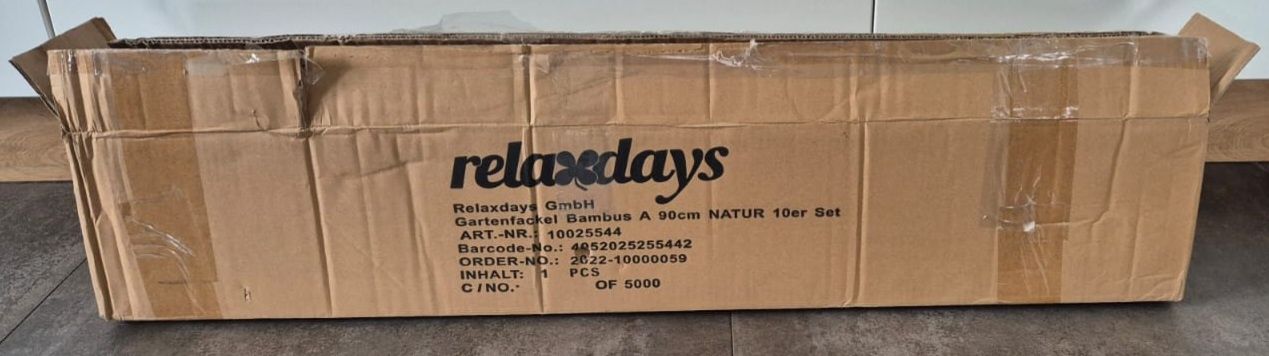 relaxdays
Relaxdays GmbH
Gartenfackel Bambus A 90cm NATUR 10er Set
ART.-NR.: 10025544
Barcode-No.: 4052025255442
ORDER-NO.: 2022-10000059
INHALT: 1 PCS
C/NO.: OF 5000